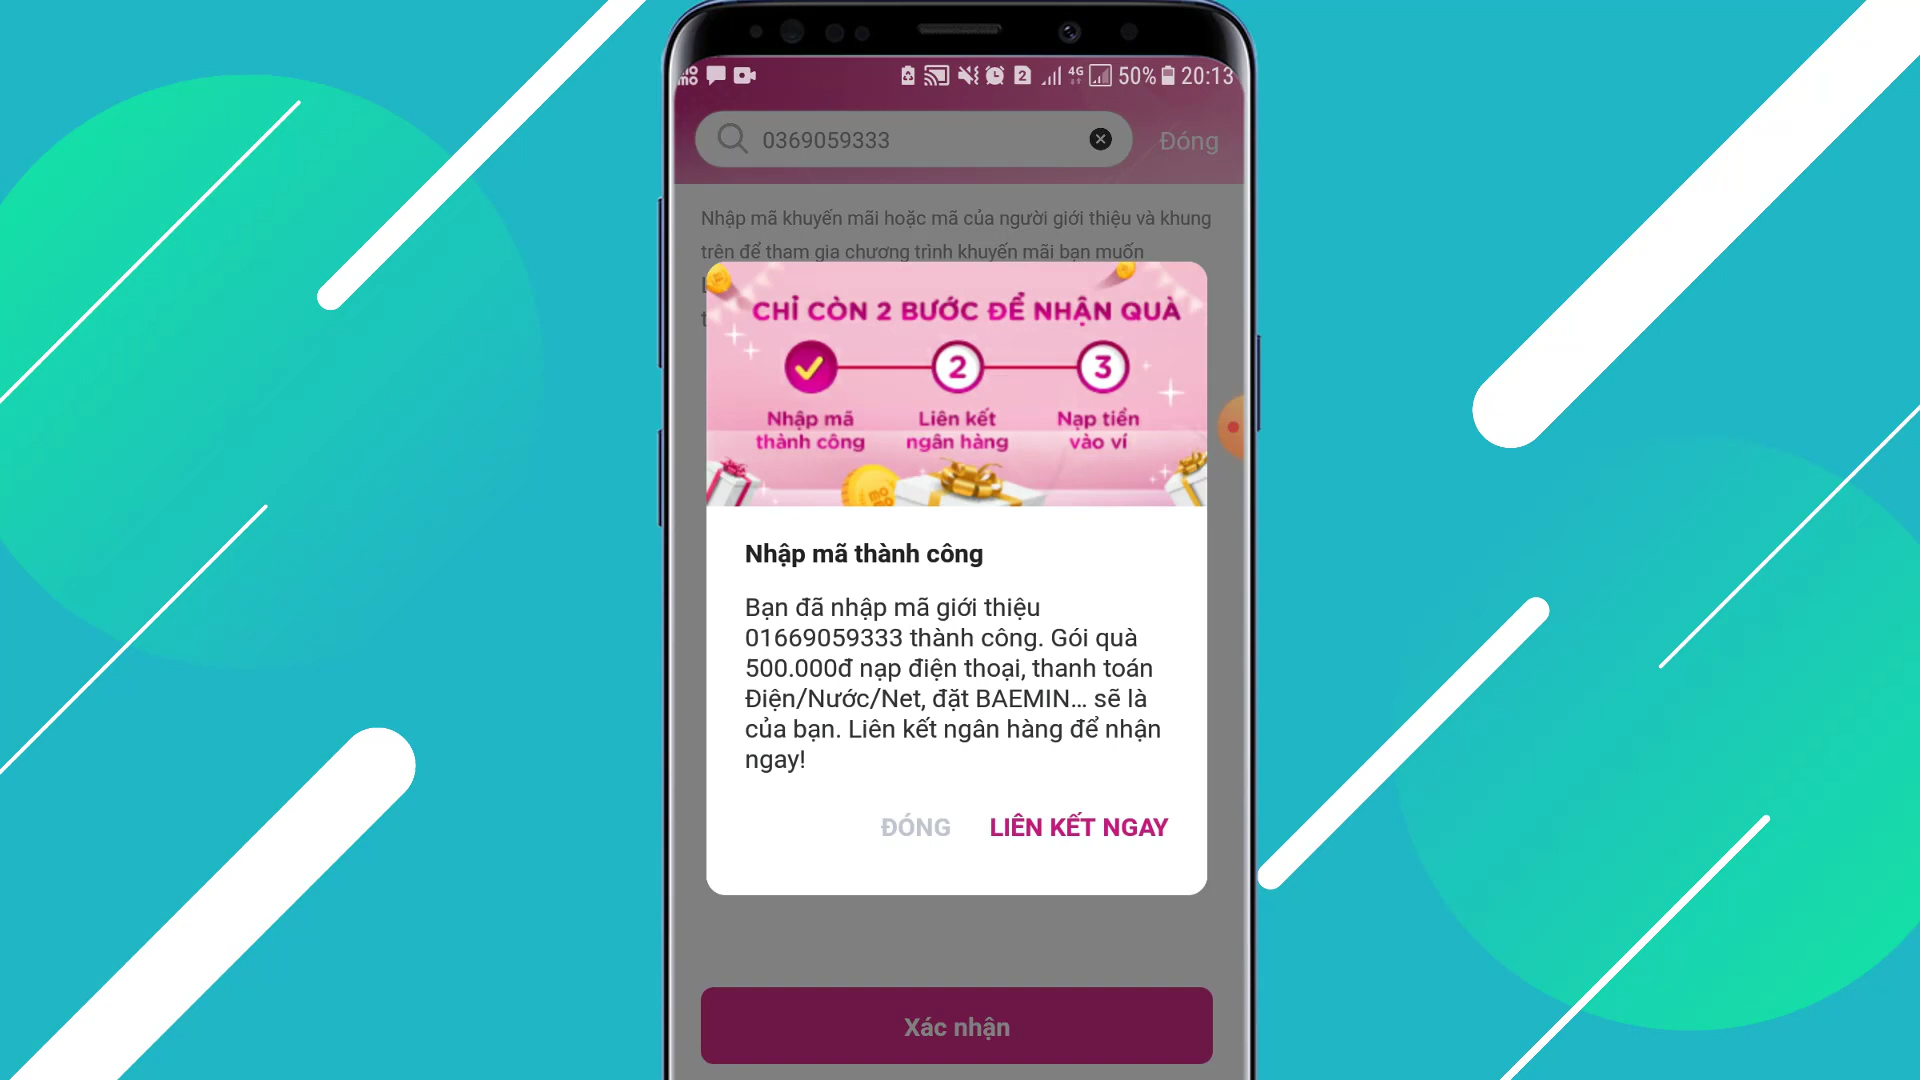 50% 20:13
0369059333 Đóng
Nhập mã khuyến mãi hoặc mã của người giới thiệu và khung
trên để tham gia chương trình khuyến mãi bạn muốn
CHỈ CÒN 2 BƯỚC ĐỂ NHẬN QUÀ
2 3
Nhập mã Liên kết Nạp tiền
thành công ngân hàng vào ví
Nhập mã thành công
Bạn đã nhập mã giới thiệu
01669059333 thành công. Gói quà
500.000đ nạp điện thoại, thanh toán
Điện/Nước/Net, đặt BAEMIN... sẽ là
của bạn. Liên kết ngân hàng để nhận
ngay!
ĐÓNG LIÊN KẾT NGAY
Xác nhận